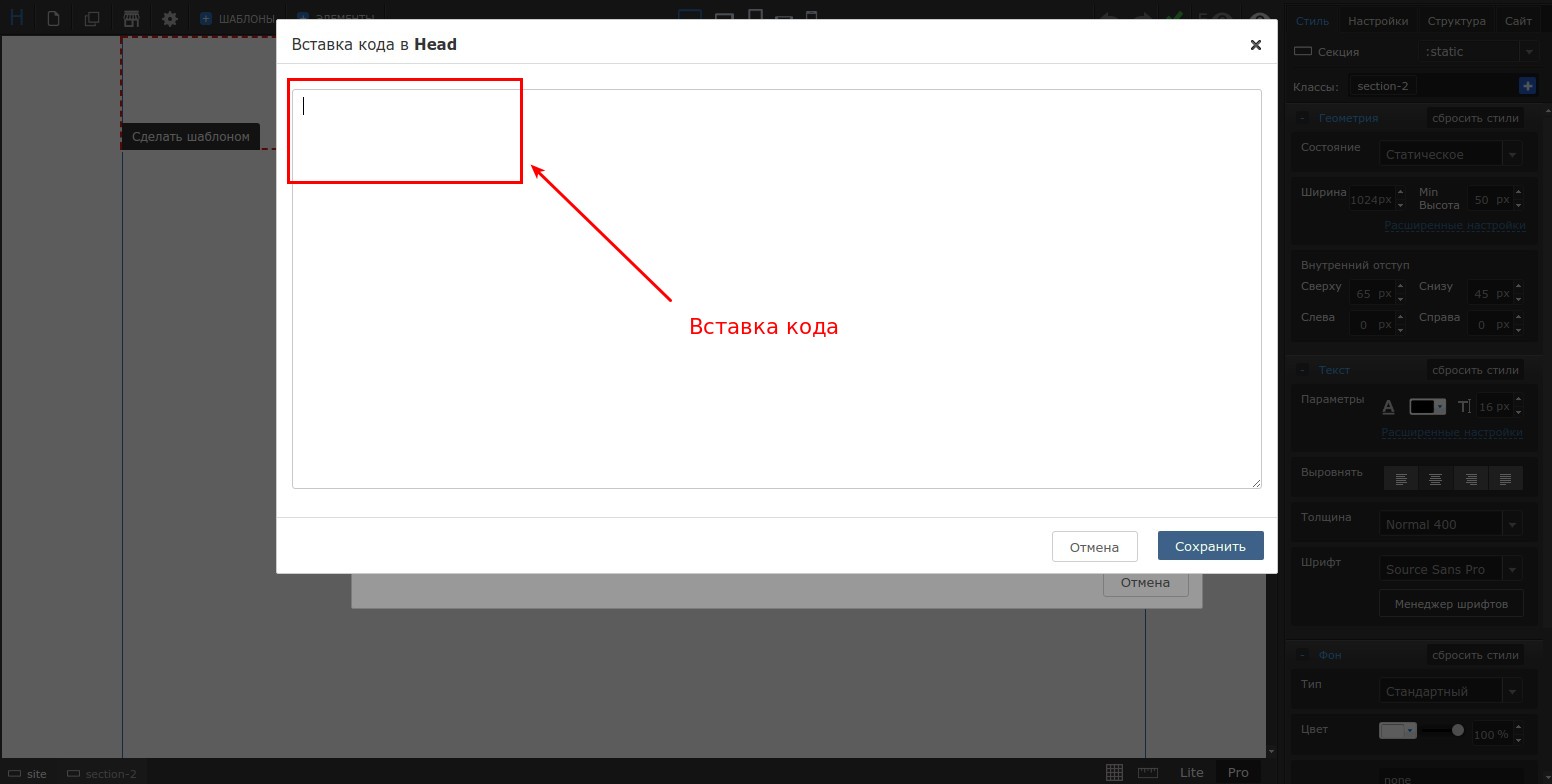 H
ШАБЛОНЫ
ЭЛЕМЕНТЫ
Стиль Настройки Структура Сайт
Вставка кода в Head
Секция :static
Классы: section-2
Геометрия сбросить стили
Сделать шаблоном
Состояние Статическое
Ширина 1024px Min Высота 50 px
Расширенные настройки
Внутренний отступ
Сверху 65 px Снизу 45 px
Слева 0 px Справа 0 px
Вставка кода
Текст сбросить стили
Параметры 16 px
Расширенные настройки
Выровнять
Толщина Normal 400
Отмена Сохранить
Шрифт Source Sans Pro
Отмена
Менеджер шрифтов
Фон сбросить стили
Тип Стандартный
Цвет 100 %
none
site section-2 Lite Pro